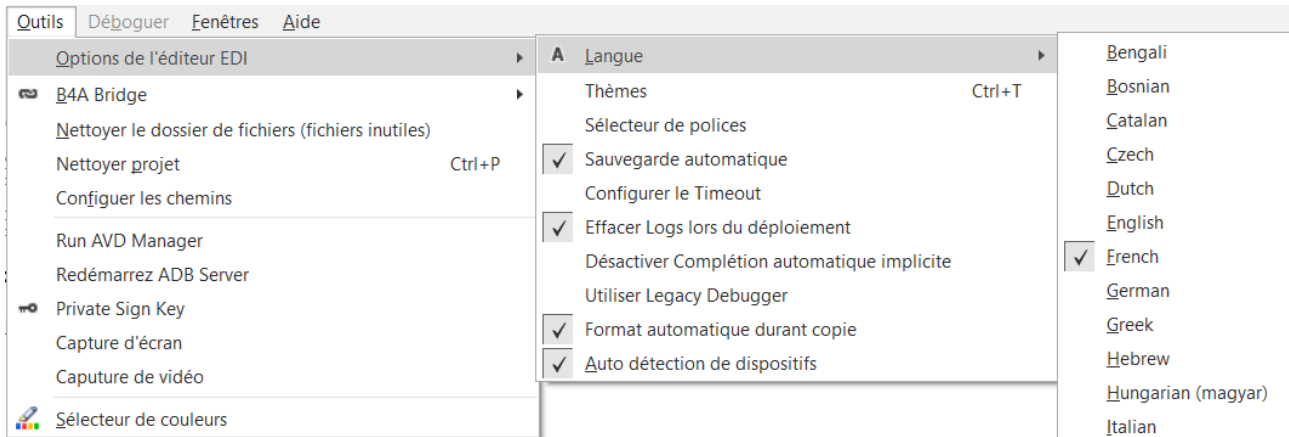 Outils Déboguer Fenêtres Aide
Options de l'éditeur EDI
B4A Bridge
Nettoyer le dossier de fichiers (fichiers inutiles)
Nettoyer projet Ctrl+P
Configuer les chemins
Run AVD Manager
Redémarrez ADB Server
Private Sign Key
Capture d'écran
Caputure de vidéo
Sélecteur de couleurs
A Langue
Thèmes Ctrl+T
Sélecteur de polices
Sauvegarde automatique
Configurer le Timeout
Effacer Logs lors du déploiement
Désactiver Complétion automatique implicite
Utiliser Legacy Debugger
Format automatique durant copie
Auto détection de dispositifs
Bengali
Bosnian
Catalan
Czech
Dutch
English
French
German
Greek
Hebrew
Hungarian (magyar)
Italian